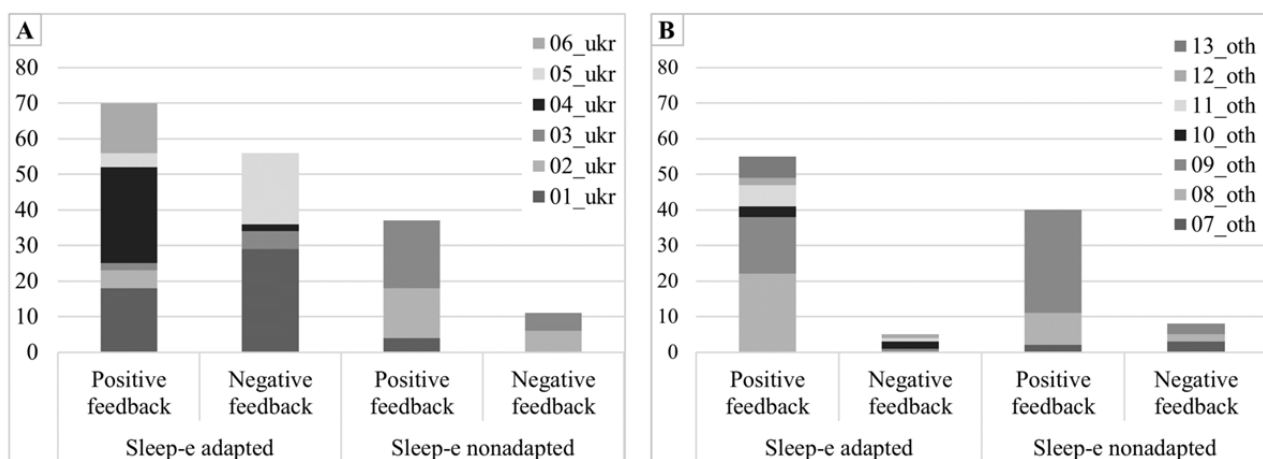 A
06_ukr
05_ukr
04_ukr
03_ukr
02_ukr
01_ukr
80
70
60
50
40
30
20
10
0
Positive feedback
Negative feedback
Positive feedback
Negative feedback
Sleep-e adapted
Sleep-e nonadapted
B
13_oth
12_oth
11_oth
10_oth
09_oth
08_oth
07_oth
80
70
60
50
40
30
20
10
0
Positive feedback
Negative feedback
Positive feedback
Negative feedback
Sleep-e adapted
Sleep-e nonadapted